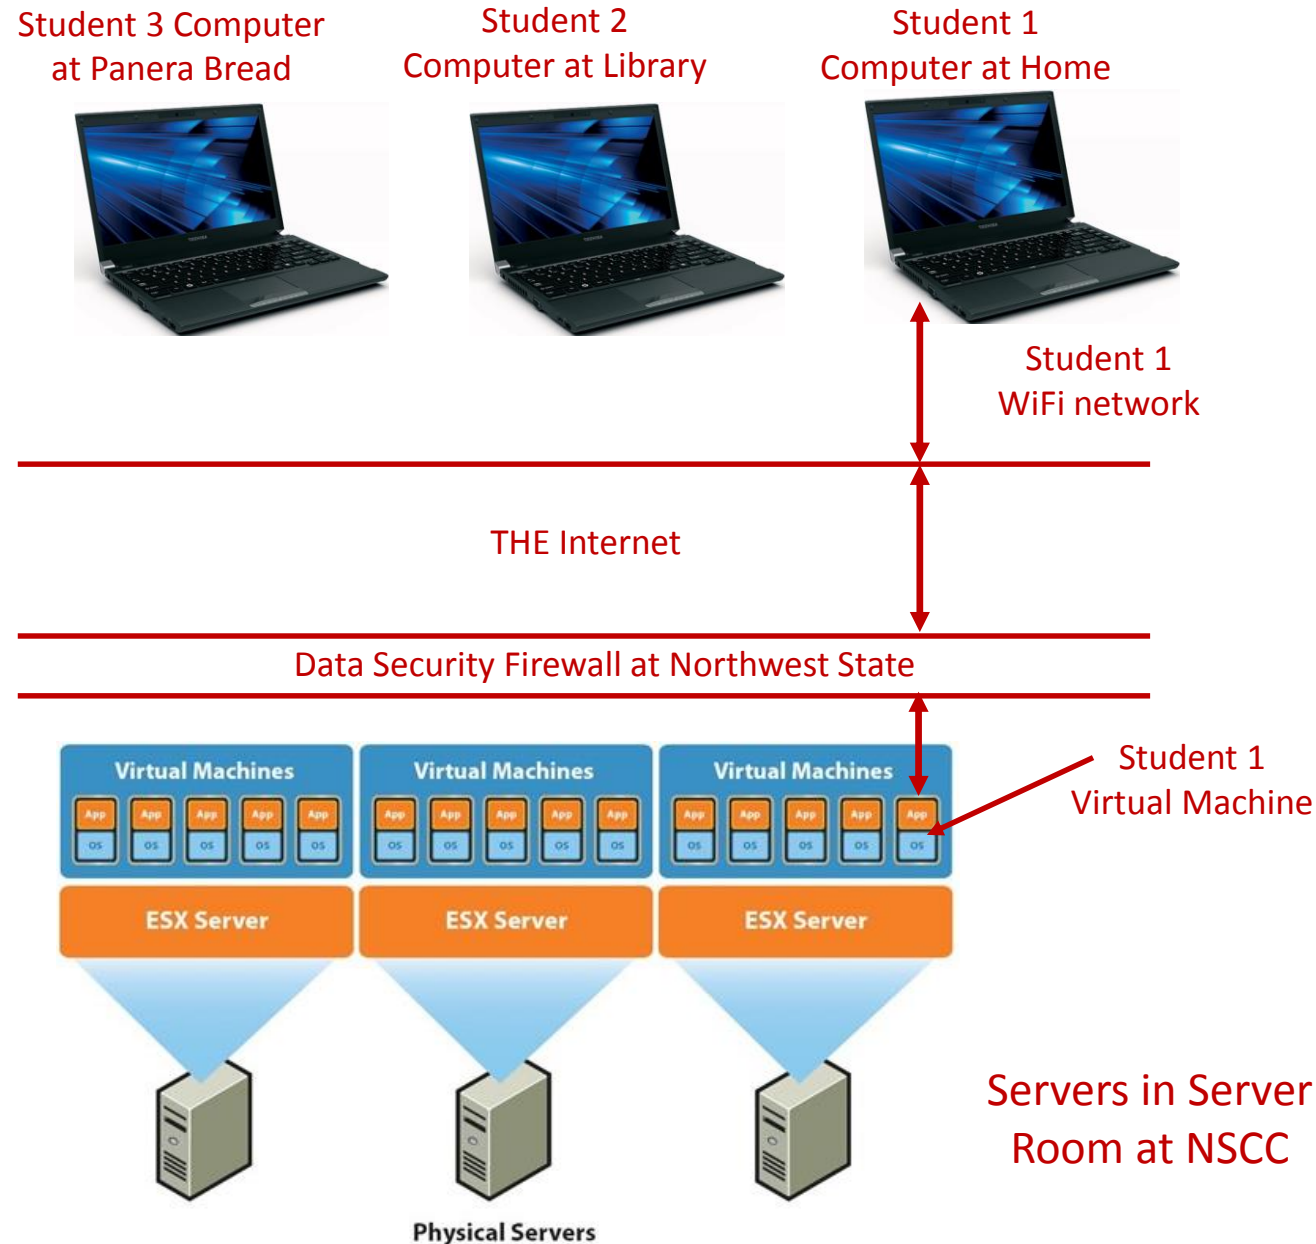 Student 3 Computer
at Panera Bread
Student 2
Computer at Library
Student 1
Computer at Home
TOSHIBA
TOSHIBA
TOSHIBA
Student 1
WiFi network
THE Internet
Data Security Firewall at Northwest State
Virtual Machines
App App App App App
OS OS OS OS OS
Virtual Machines
App App App App App
OS OS OS OS OS
Virtual Machines
App App App App App
OS OS OS OS OS
Student 1
Virtual Machine
ESX Server
ESX Server
ESX Server
Servers in Server
Room at NSCC
Physical Servers